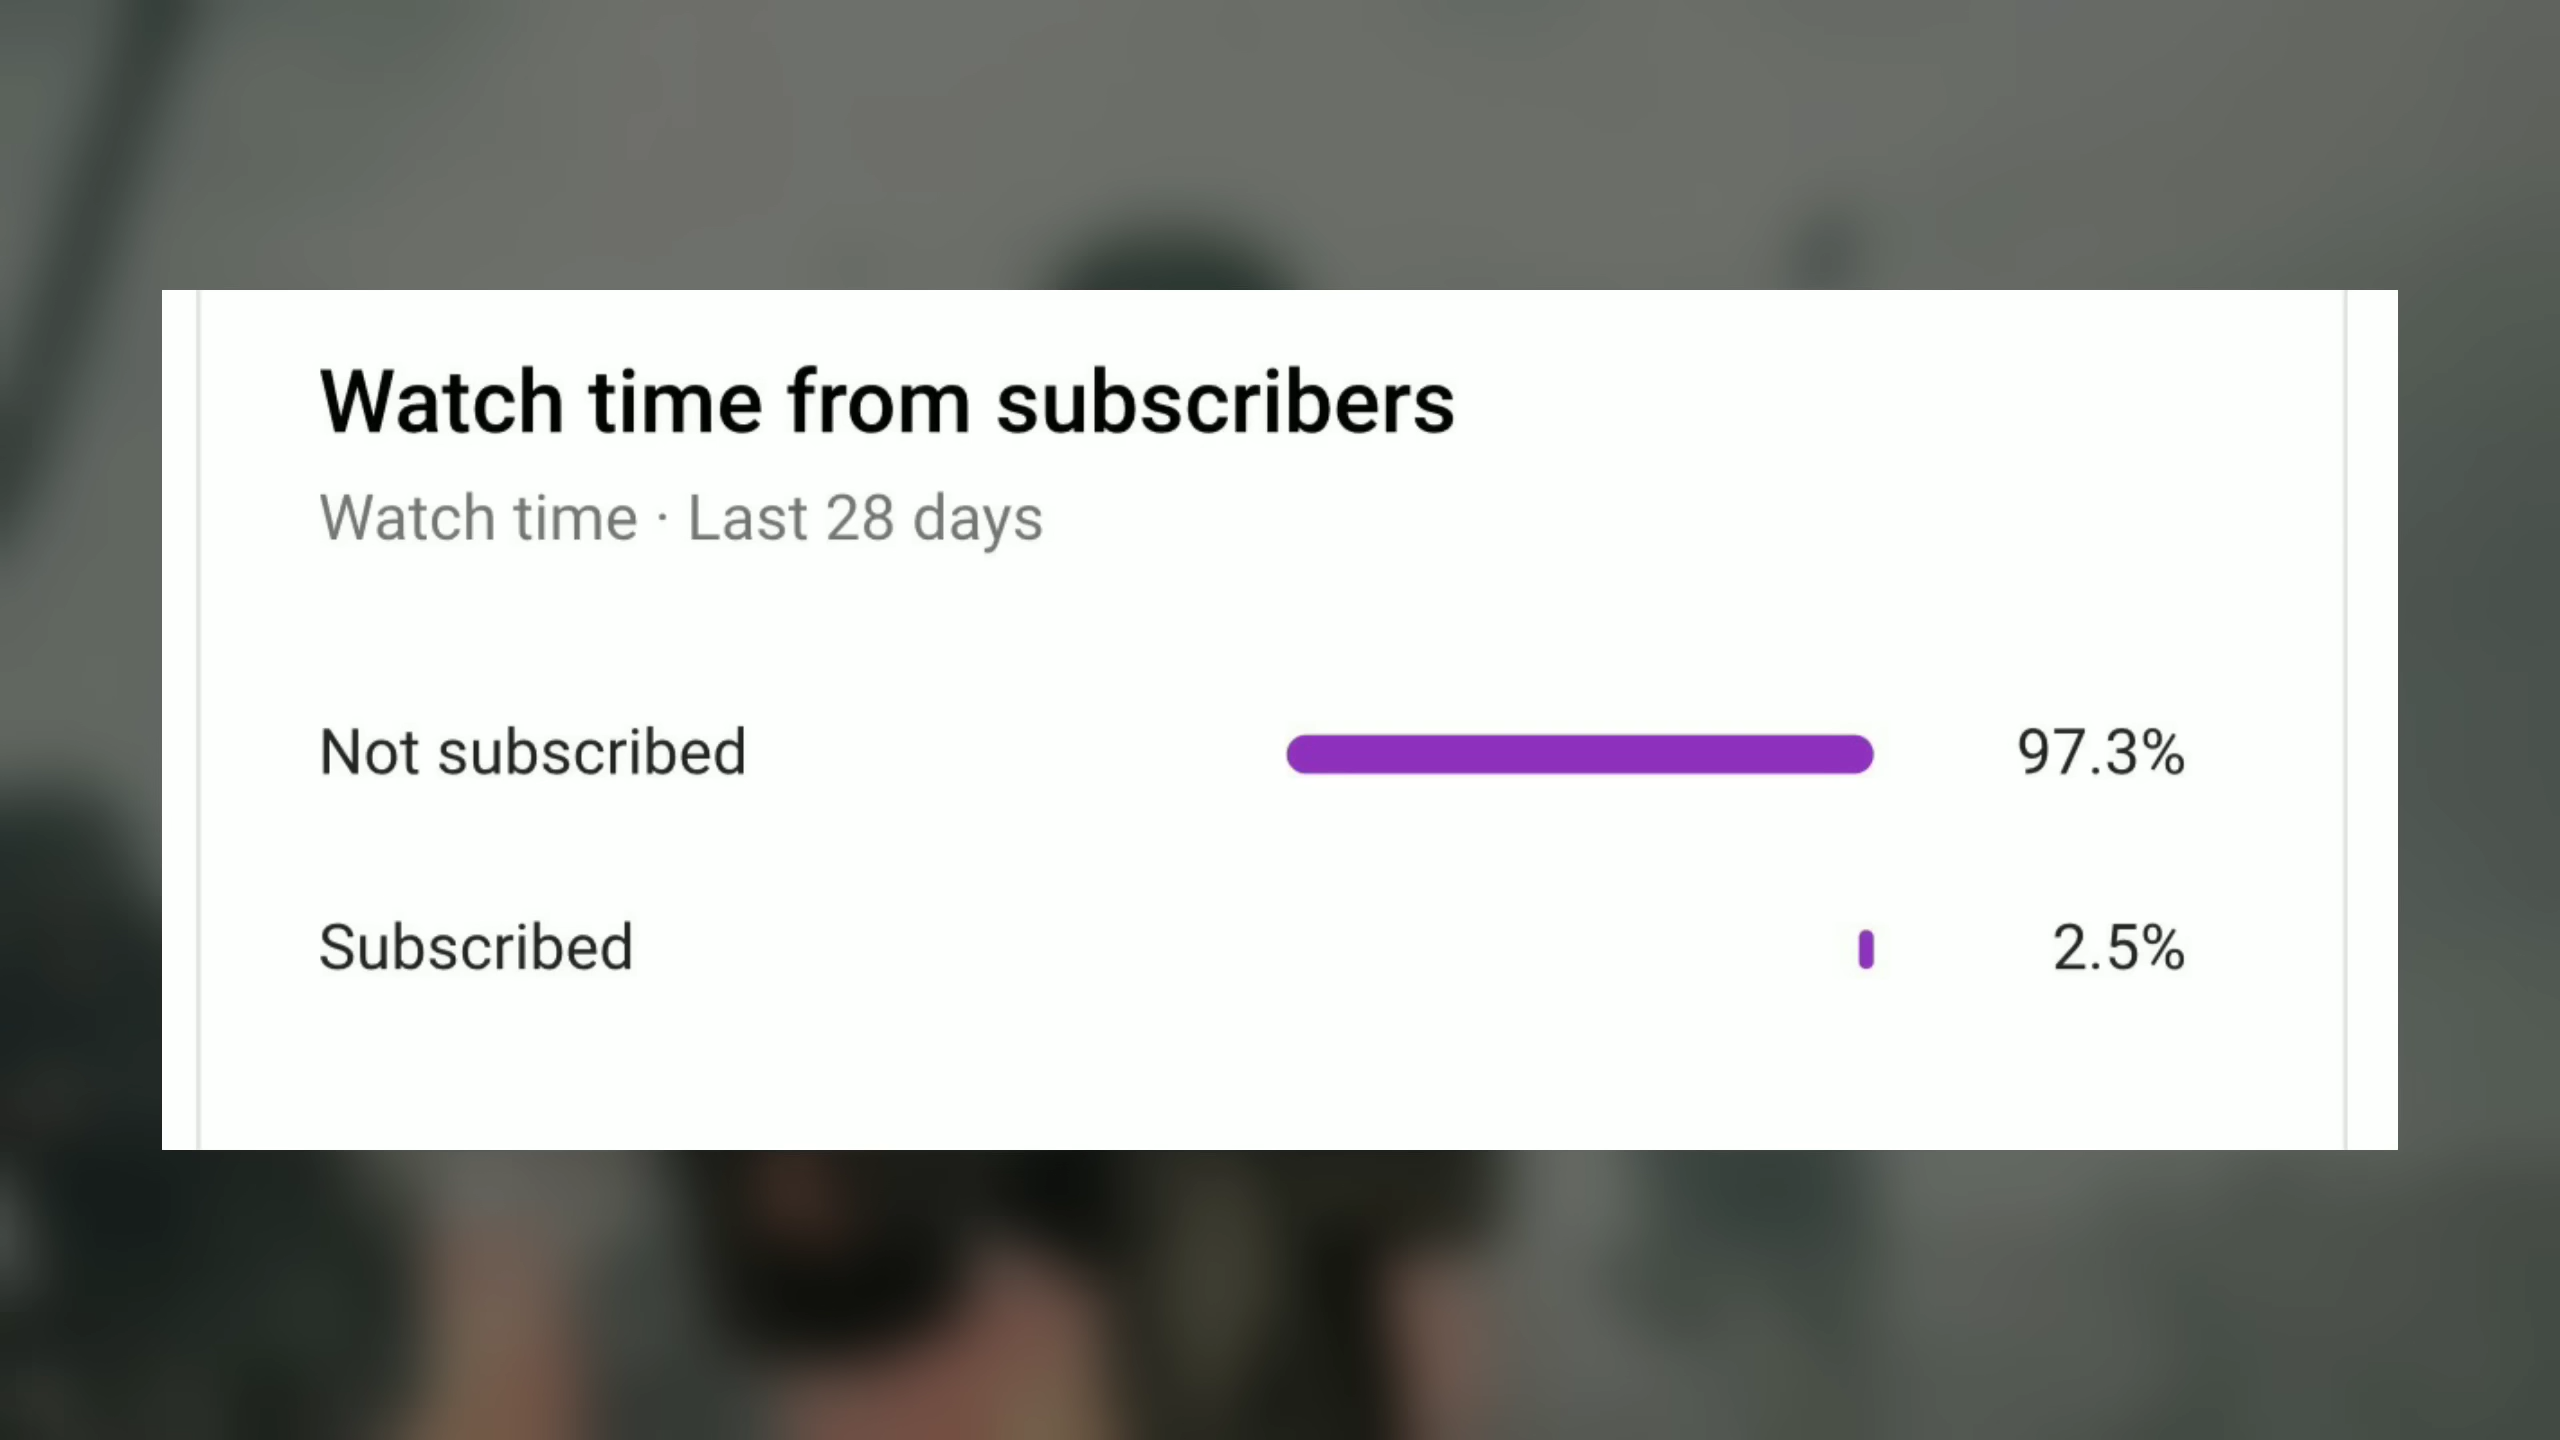 Watch time from subscribers
Watch time · Last 28 days
Not subscribed 97.3%
Subscribed 2.5%